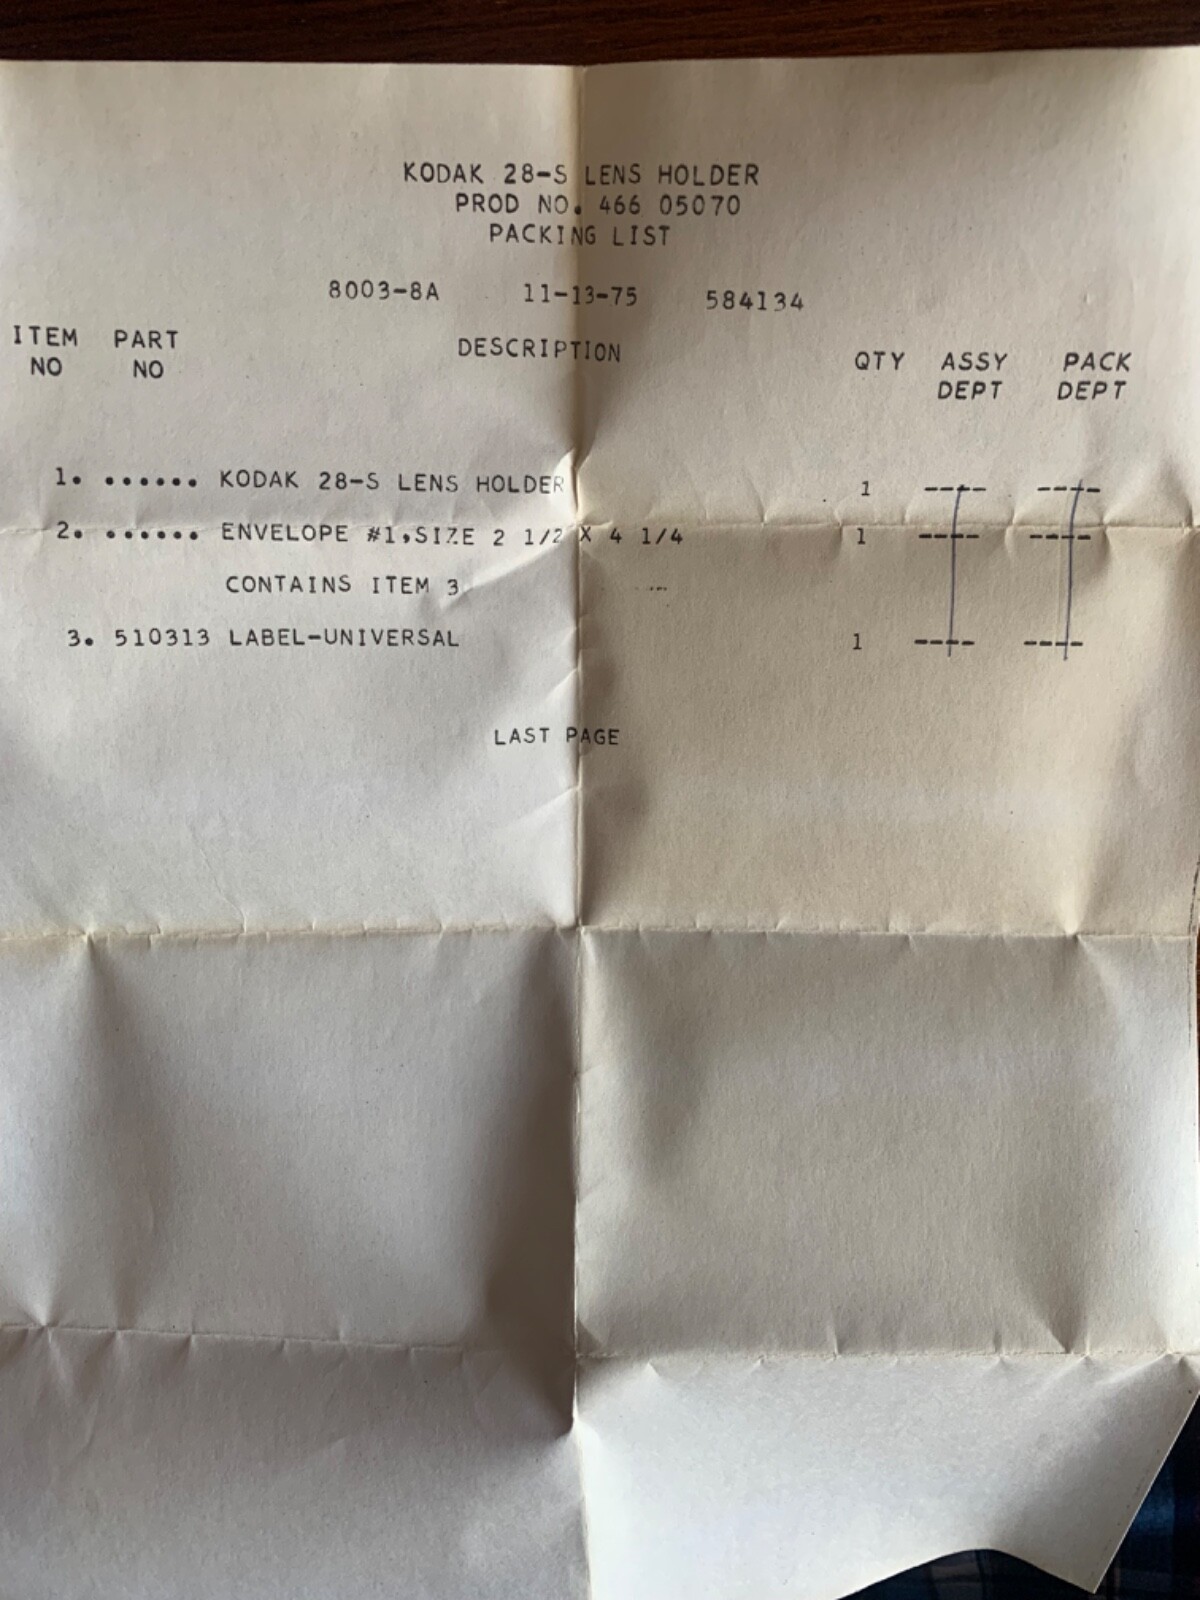 KODAK 28-S LENS HOLDER
PROD NO. 466 05070
PACKING LIST
8003-8A 11-13-75 584134
ITEM NO PART NO DESCRIPTION QTY ASSY DEPT PACK DEPT
1. ...... KODAK 28-S LENS HOLDER 1 ---- ----
2. ...... ENVELOPE #1,SIZE 2 1/2 X 4 1/4 1 ---- ----
CONTAINS ITEM 3
3. 510313 LABEL-UNIVERSAL 1 ---- ----
LAST PAGE